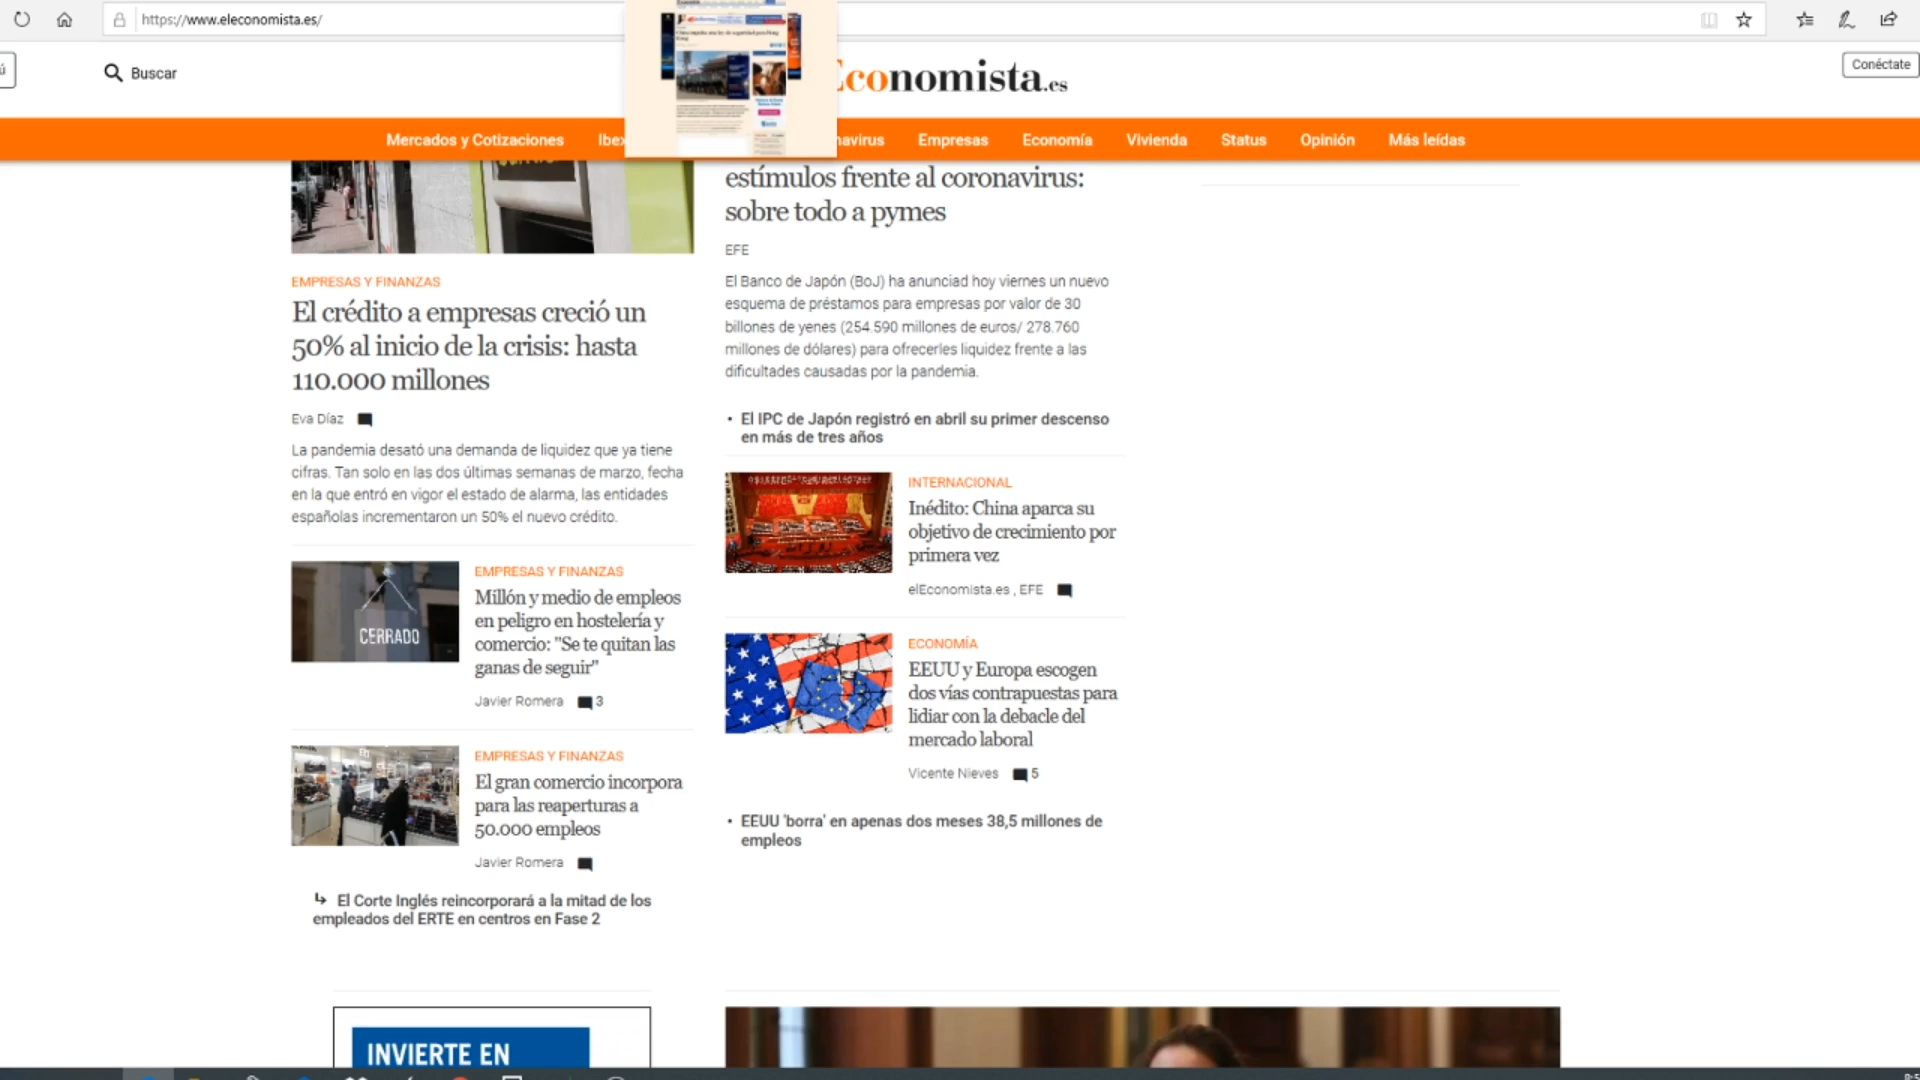 https://www.eleconomista.es/
Buscar
Economista.es
Conéctate
Mercados y Cotizaciones
Empresas
Economía
Vivienda
Status
Opinión
Más leídas
EMPRESAS Y FINANZAS
El crédito a empresas creció un
50% al inicio de la crisis: hasta
110.000 millones
Eva Díaz
La pandemia desató una demanda de liquidez que ya tiene
cifras. Tan solo en las dos últimas semanas de marzo, fecha
en la que entró en vigor el estado de alarma, las entidades
españolas incrementaron un 50% el nuevo crédito.
CERRADO
EMPRESAS Y FINANZAS
Millón y medio de empleos
en peligro en hostelería y
comercio: "Se te quitan las
ganas de seguir"
Javier Romera 3
EMPRESAS Y FINANZAS
El gran comercio incorpora
para las reaperturas a
50.000 empleos
Javier Romera
El Corte Inglés reincorporará a la mitad de los
empleados del ERTE en centros en Fase 2
INVIERTE EN
estímulos frente al coronavirus:
sobre todo a pymes
EFE
El Banco de Japón (BoJ) ha anunciad hoy viernes un nuevo
esquema de préstamos para empresas por valor de 30
billones de yenes (254.590 millones de euros/ 278.760
millones de dólares) para ofrecerles liquidez frente a las
dificultades causadas por la pandemia.
• El IPC de Japón registró en abril su primer descenso
en más de tres años
INTERNACIONAL
Inédito: China aparca su
objetivo de crecimiento por
primera vez
elEconomista.es , EFE
ECONOMÍA
EEUU y Europa escogen
dos vías contrapuestas para
lidiar con la debacle del
mercado laboral
Vicente Nieves 5
• EEUU 'borra' en apenas dos meses 38,5 millones de
empleos